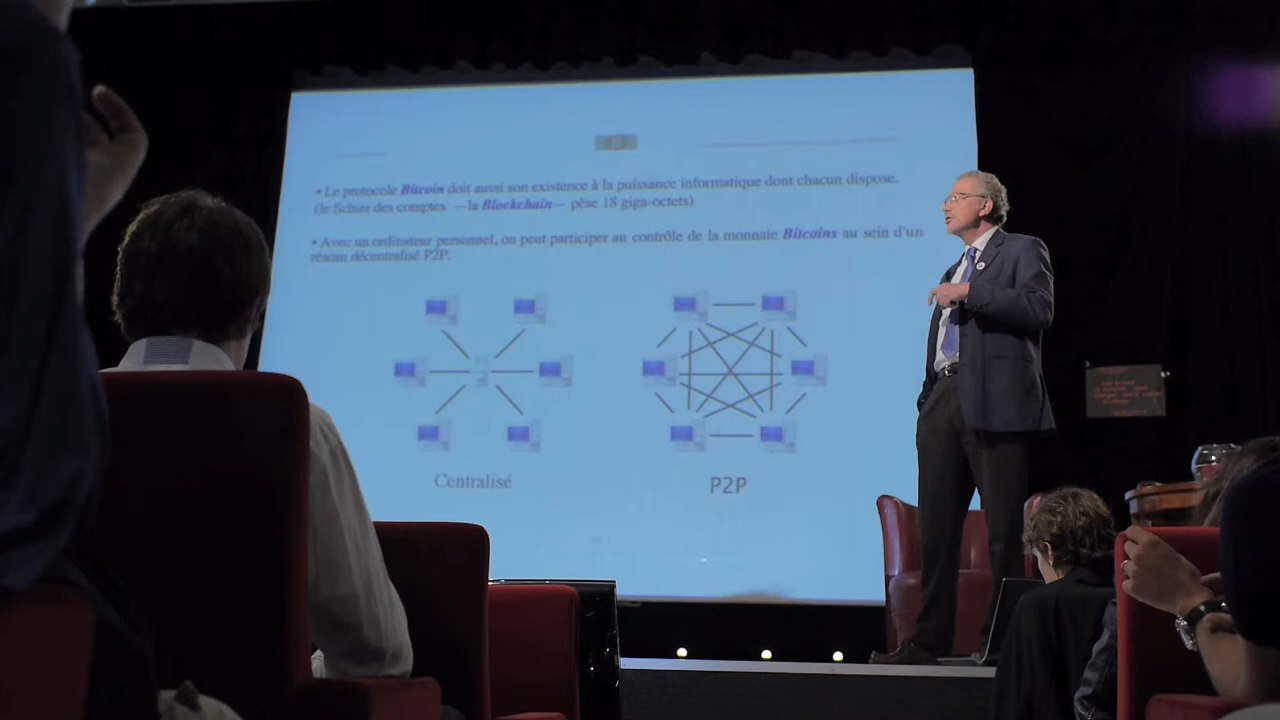 • Le protocole Bitcoin doit aussi son existence à la puissance informatique dont chacun dispose.
(le fichier des comptes —la Blockchain— pèse 18 giga-octets)
• Avec un ordinateur personnel, on peut participer au contrôle de la monnaie Bitcoins au sein d'un
réseau décentralisé P2P.
Centralisé
P2P